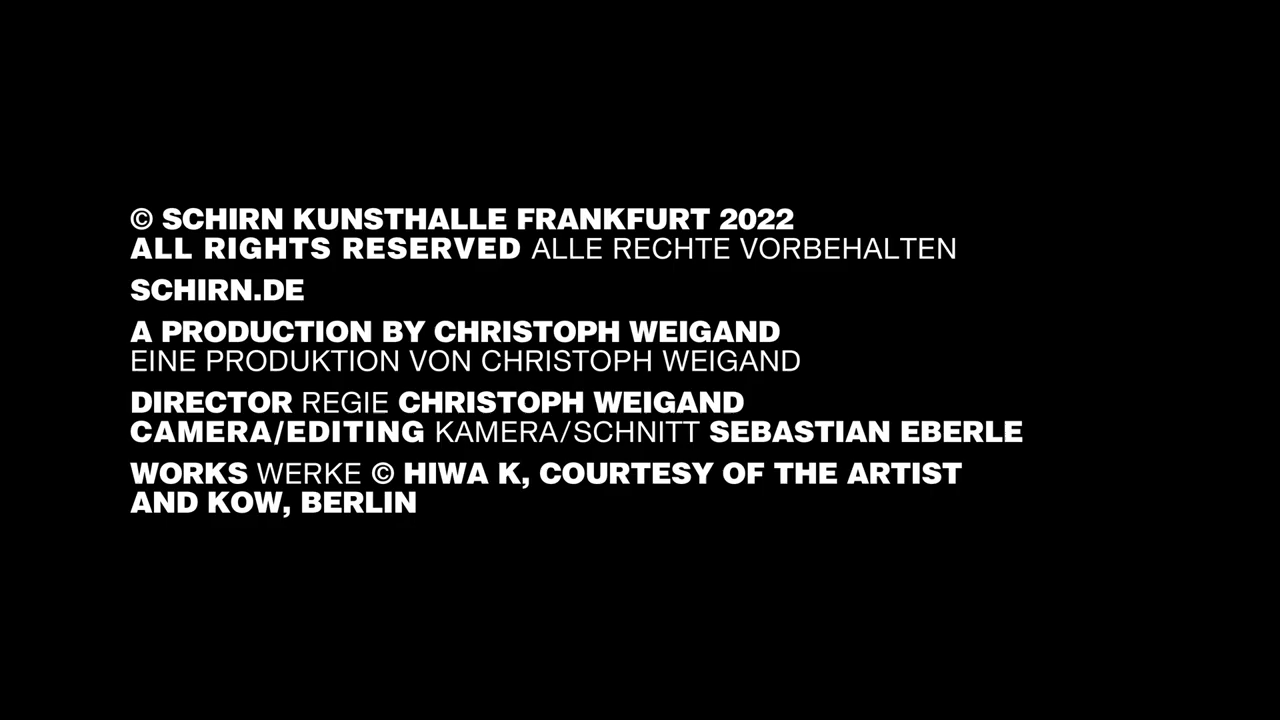 © SCHIRN KUNSTHALLE FRANKFURT 2022
ALL RIGHTS RESERVED ALLE RECHTE VORBEHALTEN
SCHIRN.DE
A PRODUCTION BY CHRISTOPH WEIGAND
EINE PRODUKTION VON CHRISTOPH WEIGAND
DIRECTOR REGIE CHRISTOPH WEIGAND
CAMERA/EDITING KAMERA/SCHNITT SEBASTIAN EBERLE
WORKS WERKE © HIWA K, COURTESY OF THE ARTIST
AND KOW, BERLIN